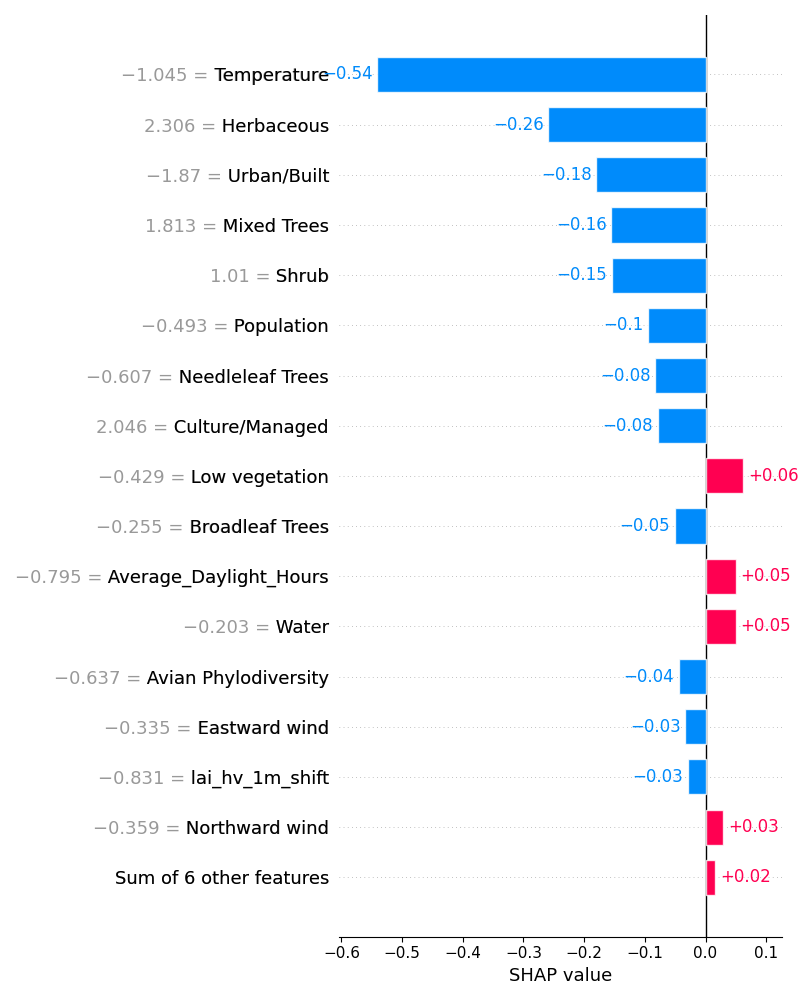 −1.045 = Temperature −0.54
2.306 = Herbaceous −0.26
−1.87 = Urban/Built −0.18
1.813 = Mixed Trees −0.16
1.01 = Shrub −0.15
−0.493 = Population −0.1
−0.607 = Needleleaf Trees −0.08
2.046 = Culture/Managed −0.08
−0.429 = Low vegetation +0.06
−0.255 = Broadleaf Trees −0.05
−0.795 = Average_Daylight_Hours +0.05
−0.203 = Water +0.05
−0.637 = Avian Phylodiversity −0.04
−0.335 = Eastward wind −0.03
−0.831 = lai_hv_1m_shift −0.03
−0.359 = Northward wind +0.03
Sum of 6 other features +0.02
−0.6 −0.5 −0.4 −0.3 −0.2 −0.1 0.0 0.1
SHAP value